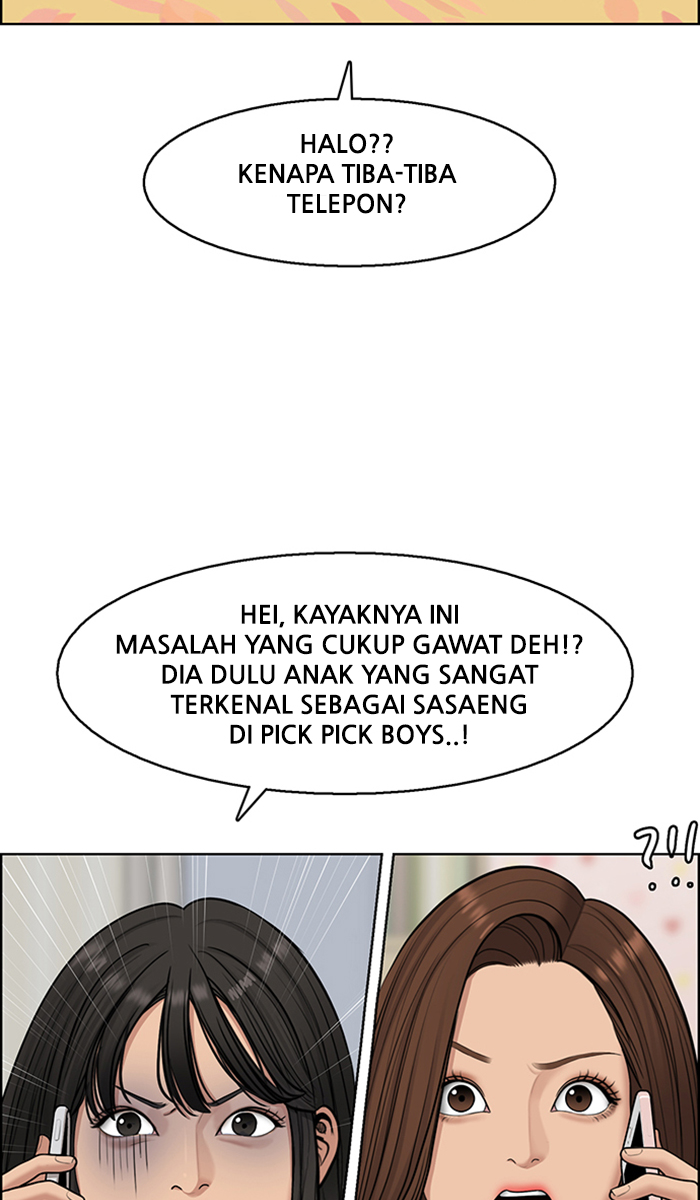 HALO??
KENAPA TIBA-TIBA
TELEPON?
HEI, KAYAKNYA INI
MASALAH YANG CUKUP GAWAT DEH!?
DIA DULU ANAK YANG SANGAT
TERKENAL SEBAGAI SASAENG
DI PICK PICK BOYS..!
?!!